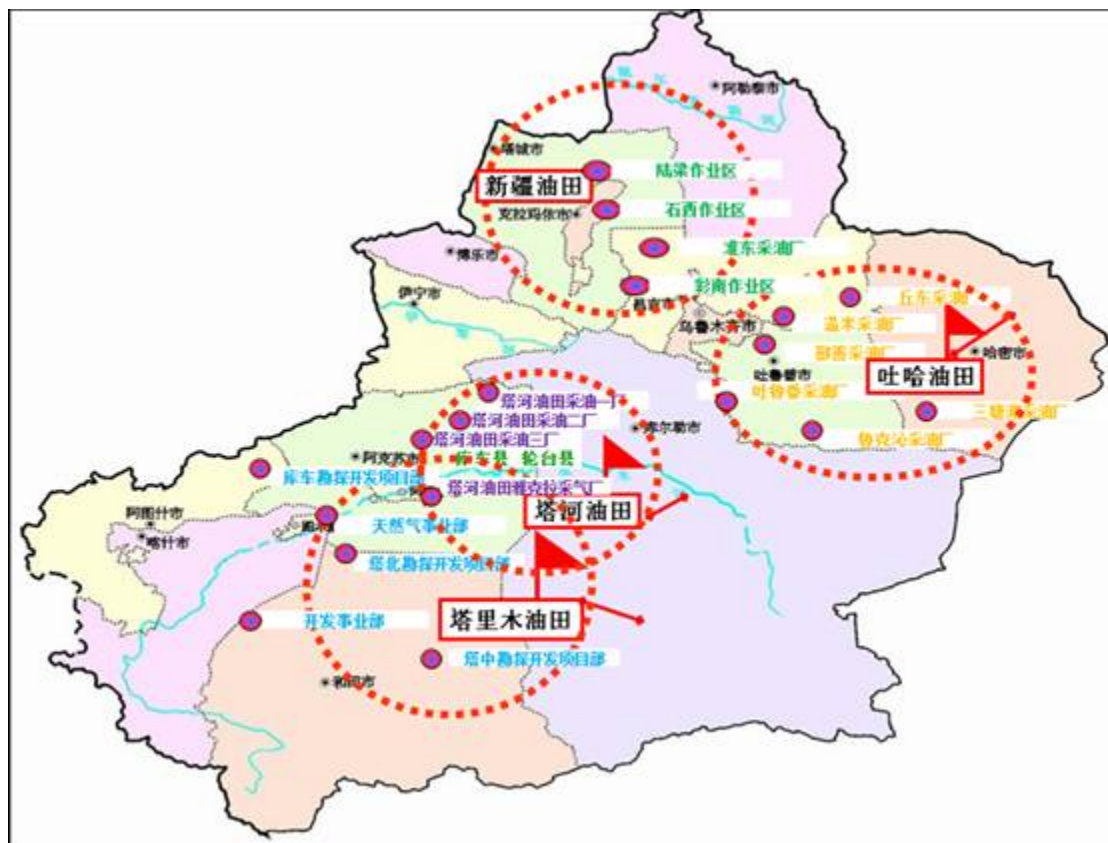 阿勒泰市
塔城市
陆梁作业区
新疆油田
克拉玛依市
石西作业区
准东采油厂
博乐市
彩南作业区
昌吉市
伊宁市
丘东采油厂
乌鲁木齐市
温米采油厂
鄯善采油厂
哈密市
吐鲁番市
吐哈油田
塔河油田采油一厂
吐鲁番采油厂
三塘湖采油厂
塔河油田采油二厂
库尔勒市
鲁克沁采油厂
塔河油田采油三厂
阿克苏市
库车县 轮台县
库车勘探开发项目部
塔河油田雅克拉采气厂
阿图什市
塔河油田
天然气事业部
喀什市
塔北勘探开发项目部
开发事业部
塔里木油田
塔中勘探开发项目部
和田市